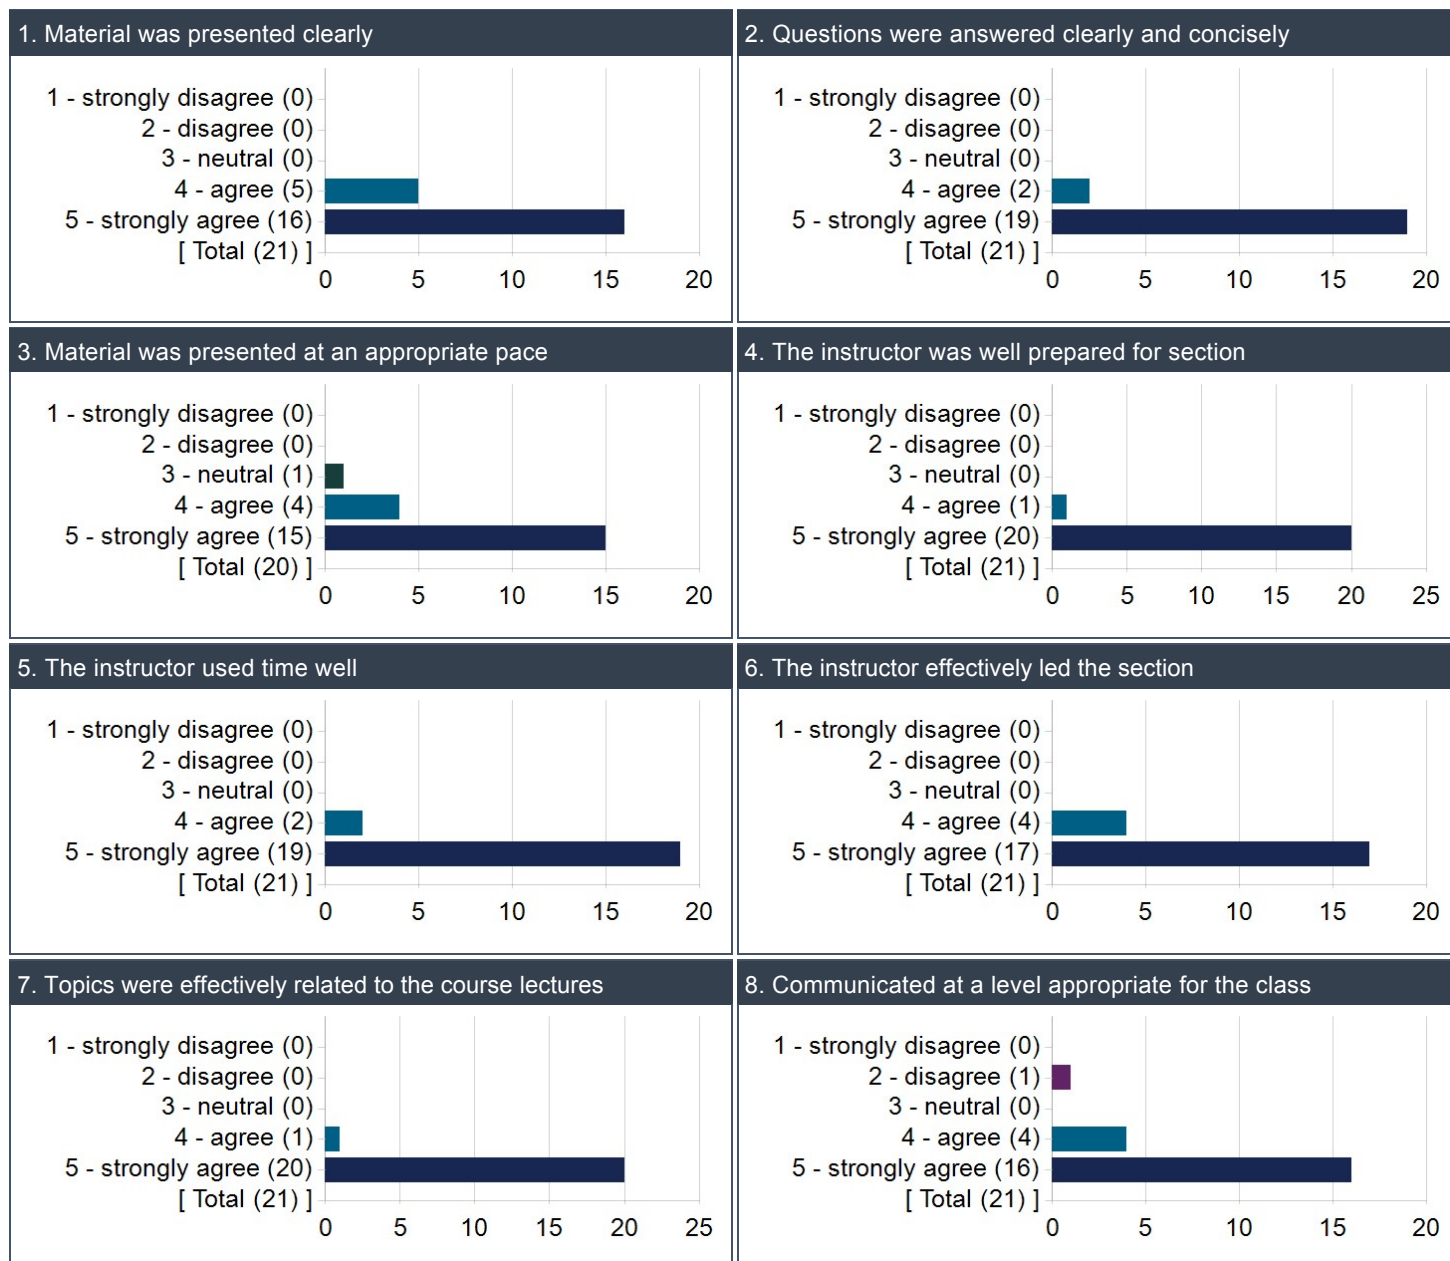 1. Material was presented clearly
1 - strongly disagree (0)
2 - disagree (0)
3 - neutral (0)
4 - agree (5)
5 - strongly agree (16)
[ Total (21) ]
0 5 10 15 20
2. Questions were answered clearly and concisely
1 - strongly disagree (0)
2 - disagree (0)
3 - neutral (0)
4 - agree (2)
5 - strongly agree (19)
[ Total (21) ]
0 5 10 15 20
3. Material was presented at an appropriate pace
1 - strongly disagree (0)
2 - disagree (0)
3 - neutral (1)
4 - agree (4)
5 - strongly agree (15)
[ Total (20) ]
0 5 10 15 20
4. The instructor was well prepared for section
1 - strongly disagree (0)
2 - disagree (0)
3 - neutral (0)
4 - agree (1)
5 - strongly agree (20)
[ Total (21) ]
0 5 10 15 20 25
5. The instructor used time well
1 - strongly disagree (0)
2 - disagree (0)
3 - neutral (0)
4 - agree (2)
5 - strongly agree (19)
[ Total (21) ]
0 5 10 15 20
6. The instructor effectively led the section
1 - strongly disagree (0)
2 - disagree (0)
3 - neutral (0)
4 - agree (4)
5 - strongly agree (17)
[ Total (21) ]
0 5 10 15 20
7. Topics were effectively related to the course lectures
1 - strongly disagree (0)
2 - disagree (0)
3 - neutral (0)
4 - agree (1)
5 - strongly agree (20)
[ Total (21) ]
0 5 10 15 20 25
8. Communicated at a level appropriate for the class
1 - strongly disagree (0)
2 - disagree (1)
3 - neutral (0)
4 - agree (4)
5 - strongly agree (16)
[ Total (21) ]
0 5 10 15 20